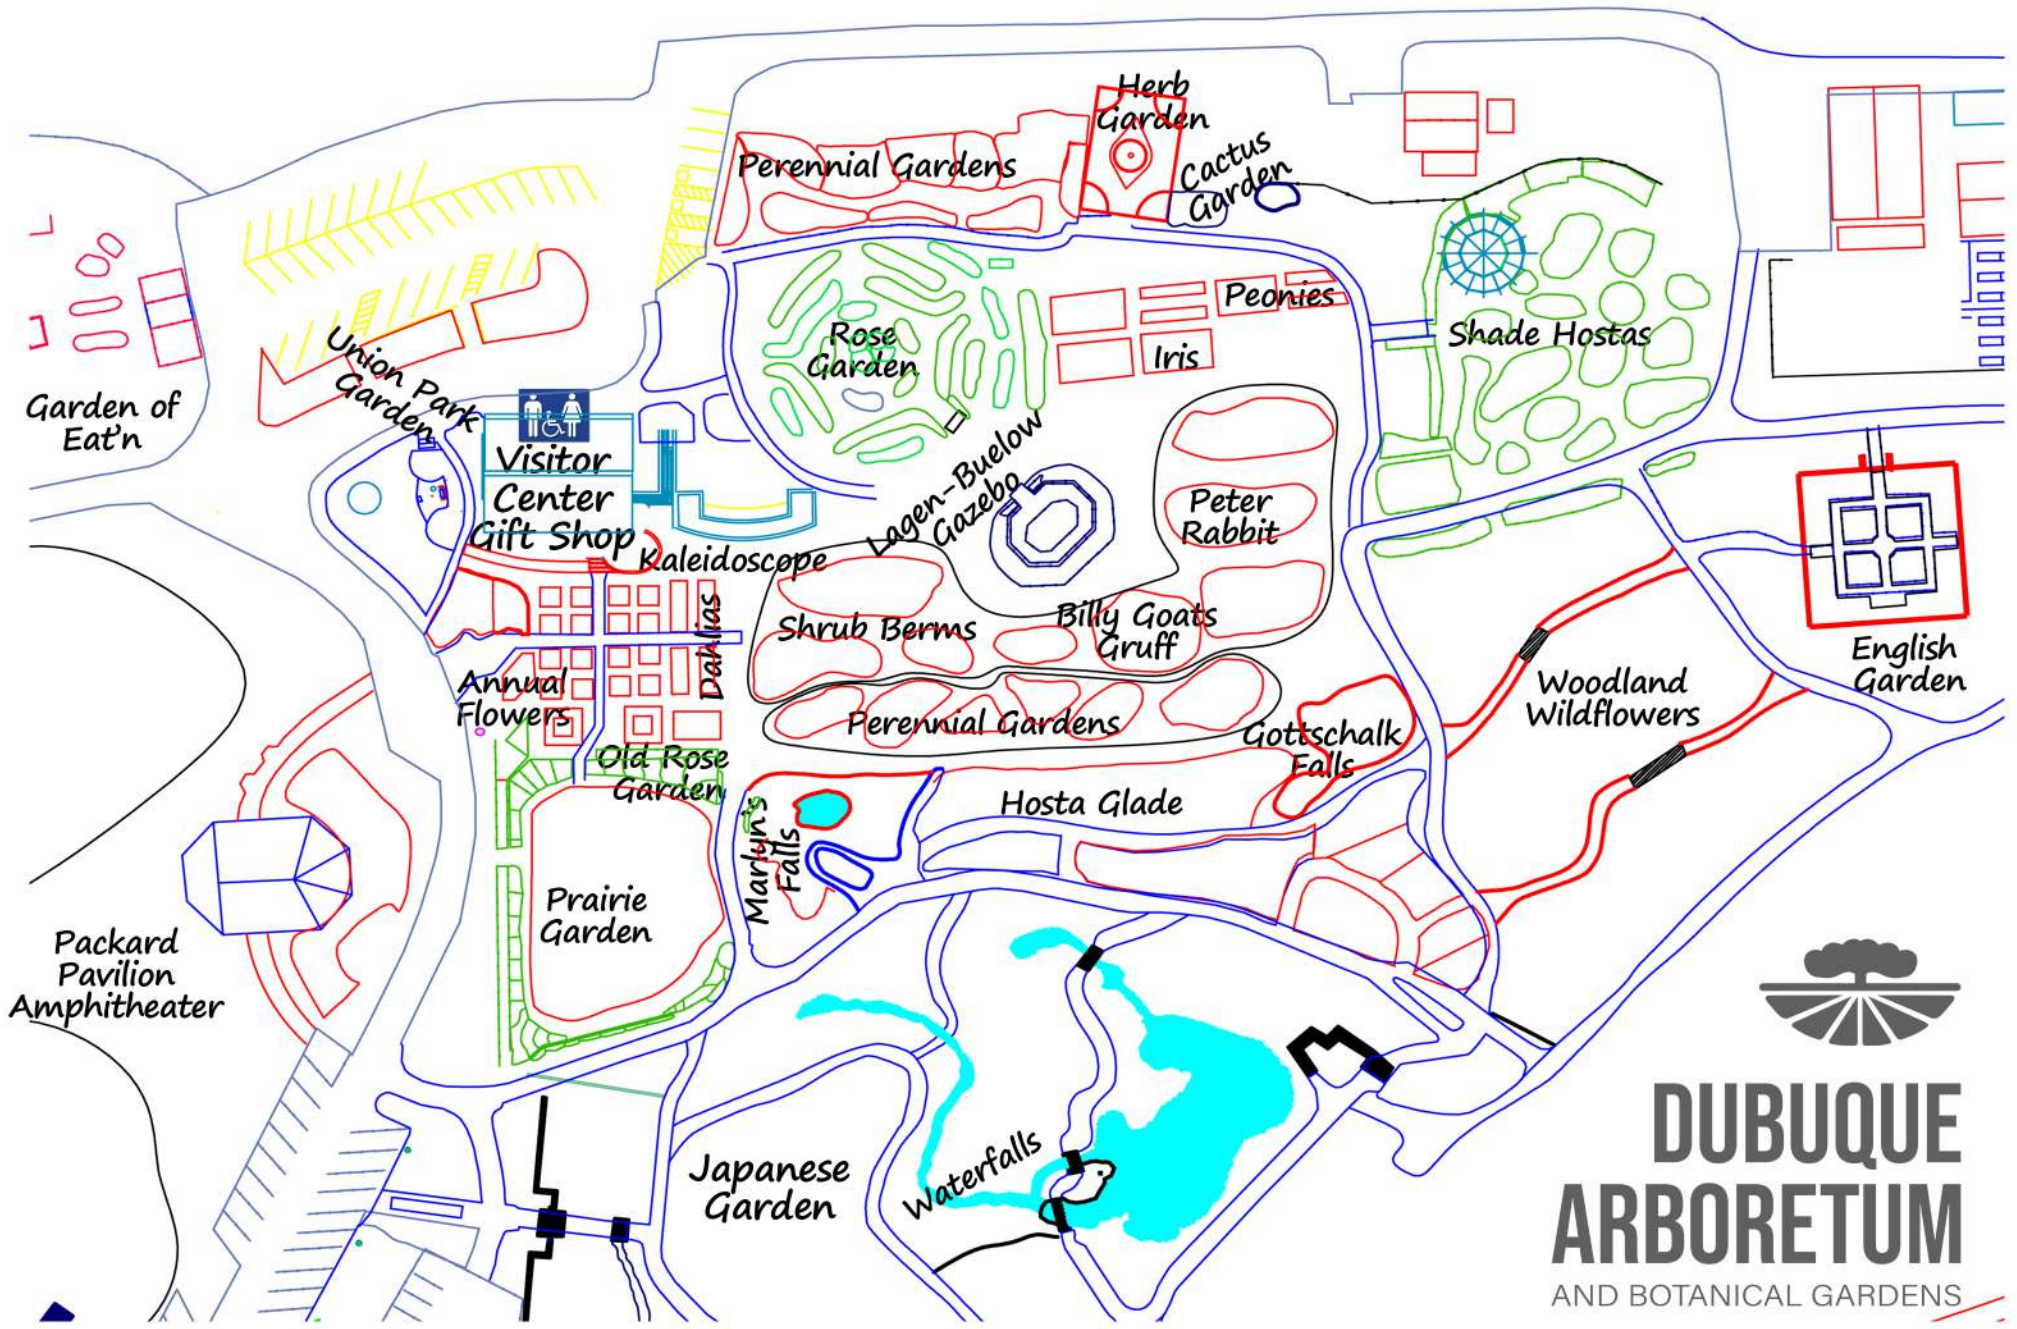 Herb
Garden
Cactus
Garden
Perennial Gardens
Rose
Garden
Peonies
Iris
Shade Hostas
Union Park
Garden
Garden of
Eat'n
Visitor
Center
Gift Shop
Kaleidoscope
Lagen-Buelow
Gazebo
Peter
Rabbit
Shrub Berms
Billy Goats
Gruff
Dahlias
Annual
Flowers
Perennial Gardens
Gottschalk
Falls
Woodland
Wildflowers
English
Garden
Old Rose
Garden
Hosta Glade
Marlyn's
Falls
Prairie
Garden
Packard
Pavilion
Amphitheater
Japanese
Garden
Waterfalls
DUBUQUE
ARBORETUM
AND BOTANICAL GARDENS